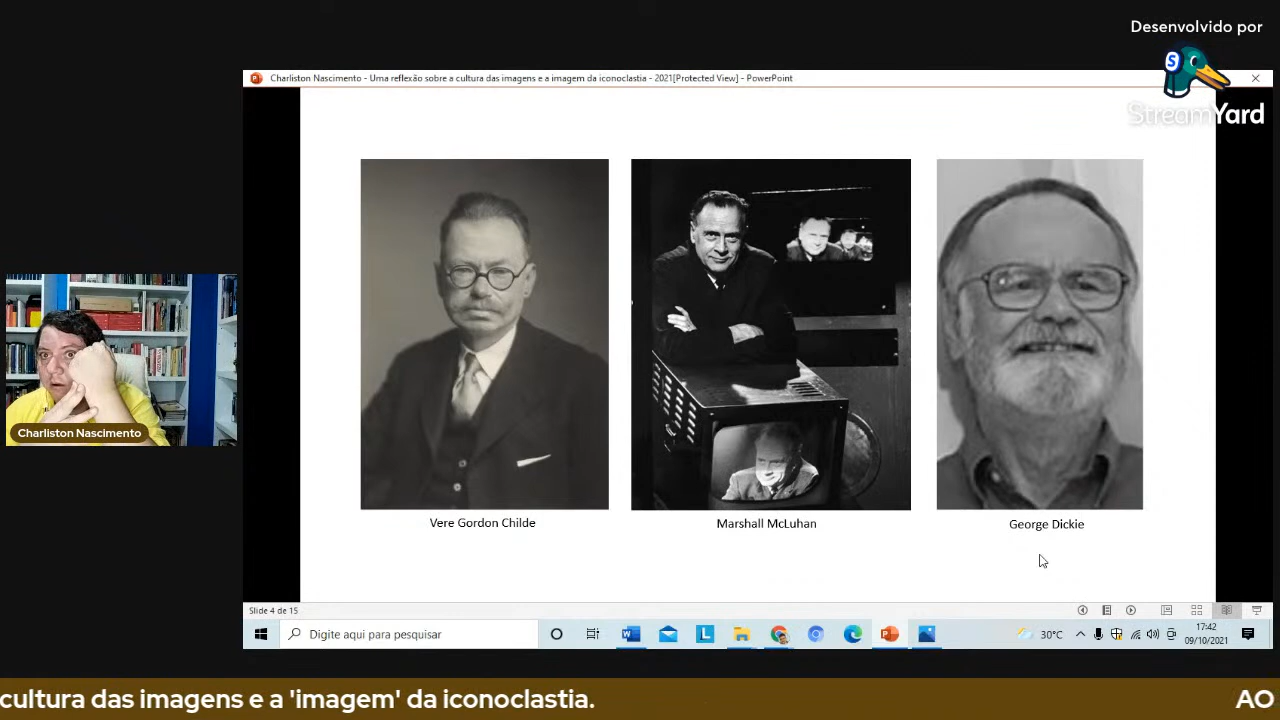 Desenvolvido por
StreamYard
Charliston Nascimento - Uma reflexão sobre a cultura das imagens e a imagem da iconoclastia - 2021[Protected View] - PowerPoint
Charliston Nascimento
Vere Gordon Childe
Marshall McLuhan
George Dickie
Slide 4 de 15
Digite aqui para pesquisar
30°C
17:42
09/10/2021
cultura das imagens e a 'imagem' da iconoclastia.
AO